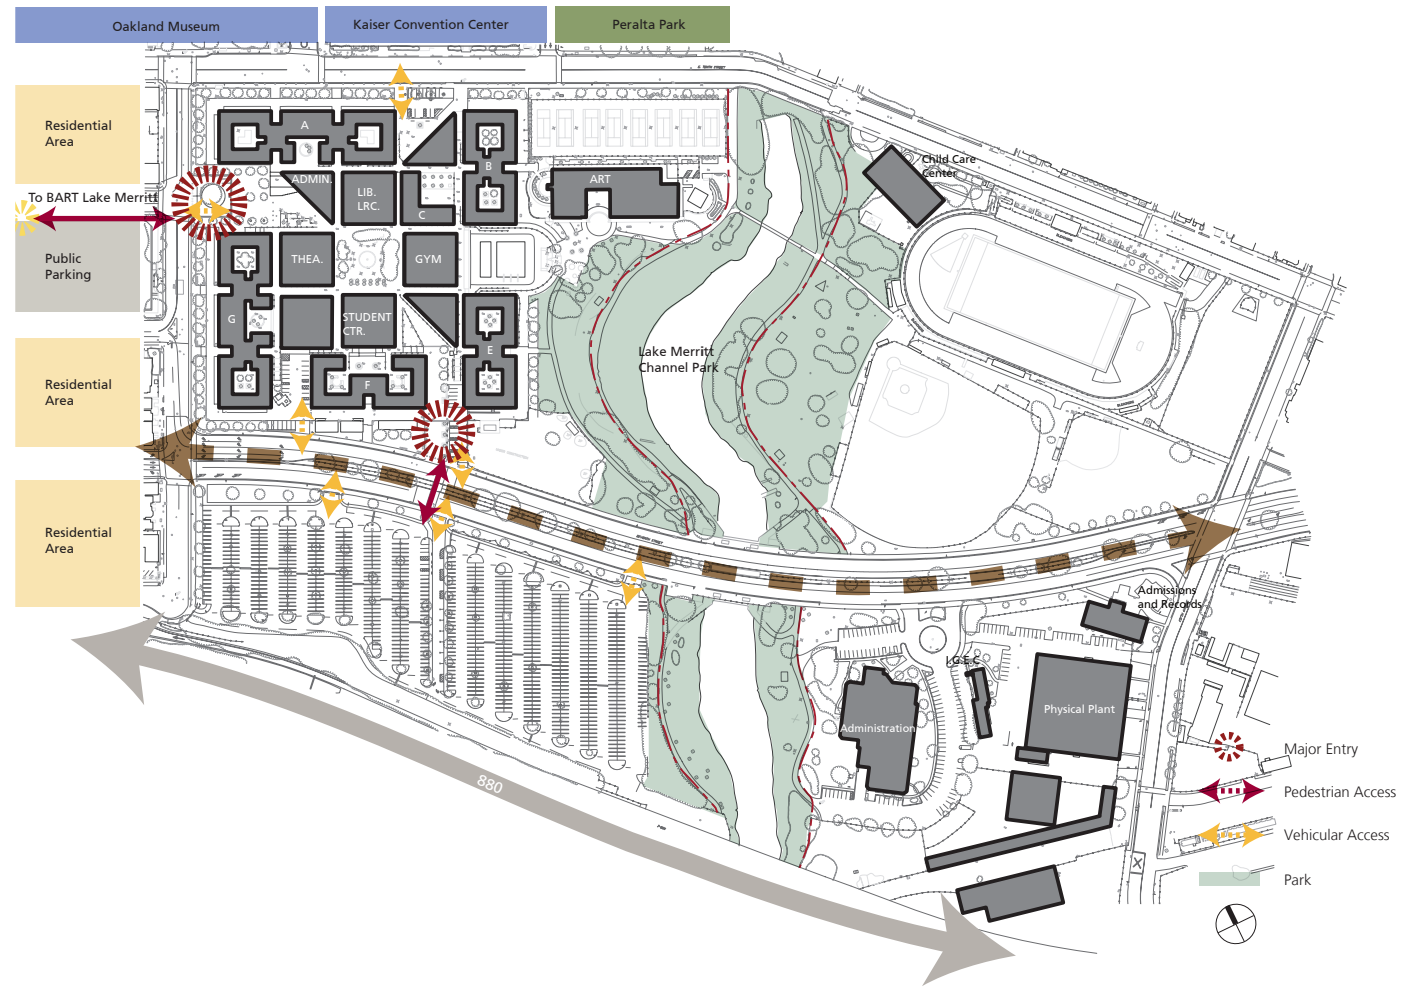 Oakland Museum
Kaiser Convention Center
Peralta Park
Residential
Area
To BART Lake Merritt
Public
Parking
Residential
Area
Residential
Area
A
ADMIN.
LIB.
LRC.
B
C
ART
Child Care
Center
THEA.
GYM
G
STUDENT
CTR.
E
F
Lake Merritt
Channel Park
Admissions
and Records
I.G.E.C.
Administration
Physical Plant
880
Major Entry
Pedestrian Access
Vehicular Access
Park